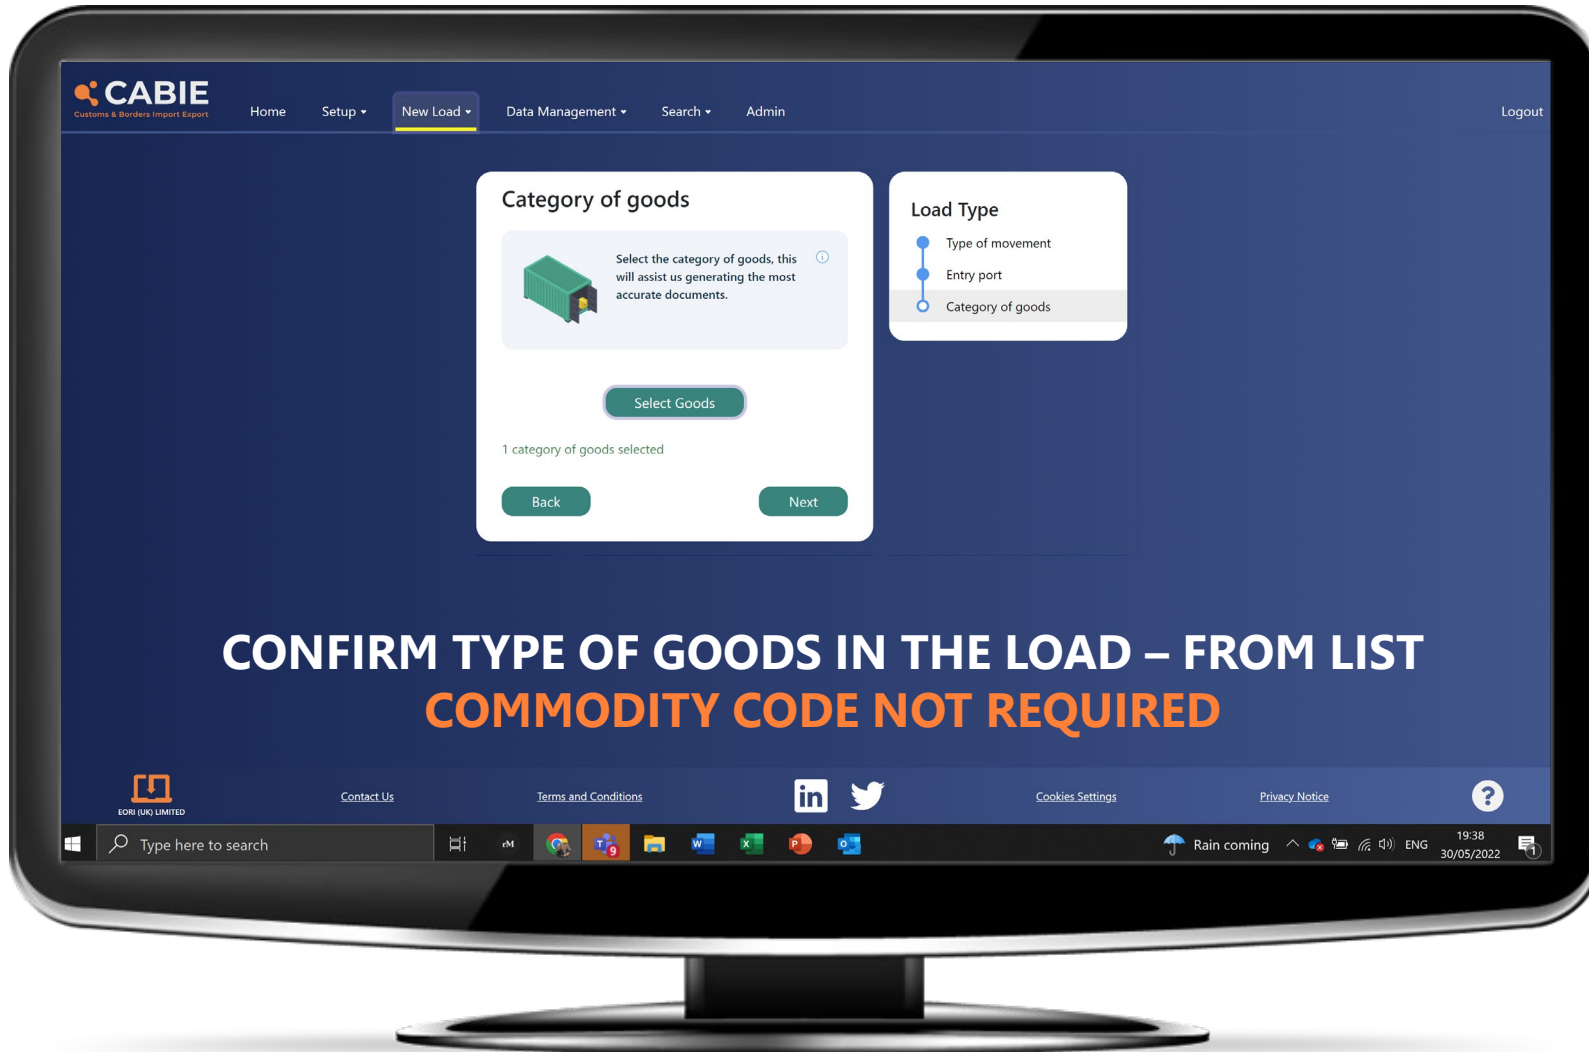 CABIE
Customs & Borders Import Export
Home
Setup
New Load
Data Management
Search
Admin
Logout
Category of goods
Select the category of goods, this
will assist us generating the most
accurate documents.
Select Goods
1 category of goods selected
Back
Next
Load Type
Type of movement
Entry port
Category of goods
CONFIRM TYPE OF GOODS IN THE LOAD – FROM LIST
COMMODITY CODE NOT REQUIRED
EORI (UK) LIMITED
Contact Us
Terms and Conditions
in
Cookies Settings
Privacy Notice
?
Type here to search
rM
T
9
W
X
P
O
Rain coming
ENG
19:38
30/05/2022
1